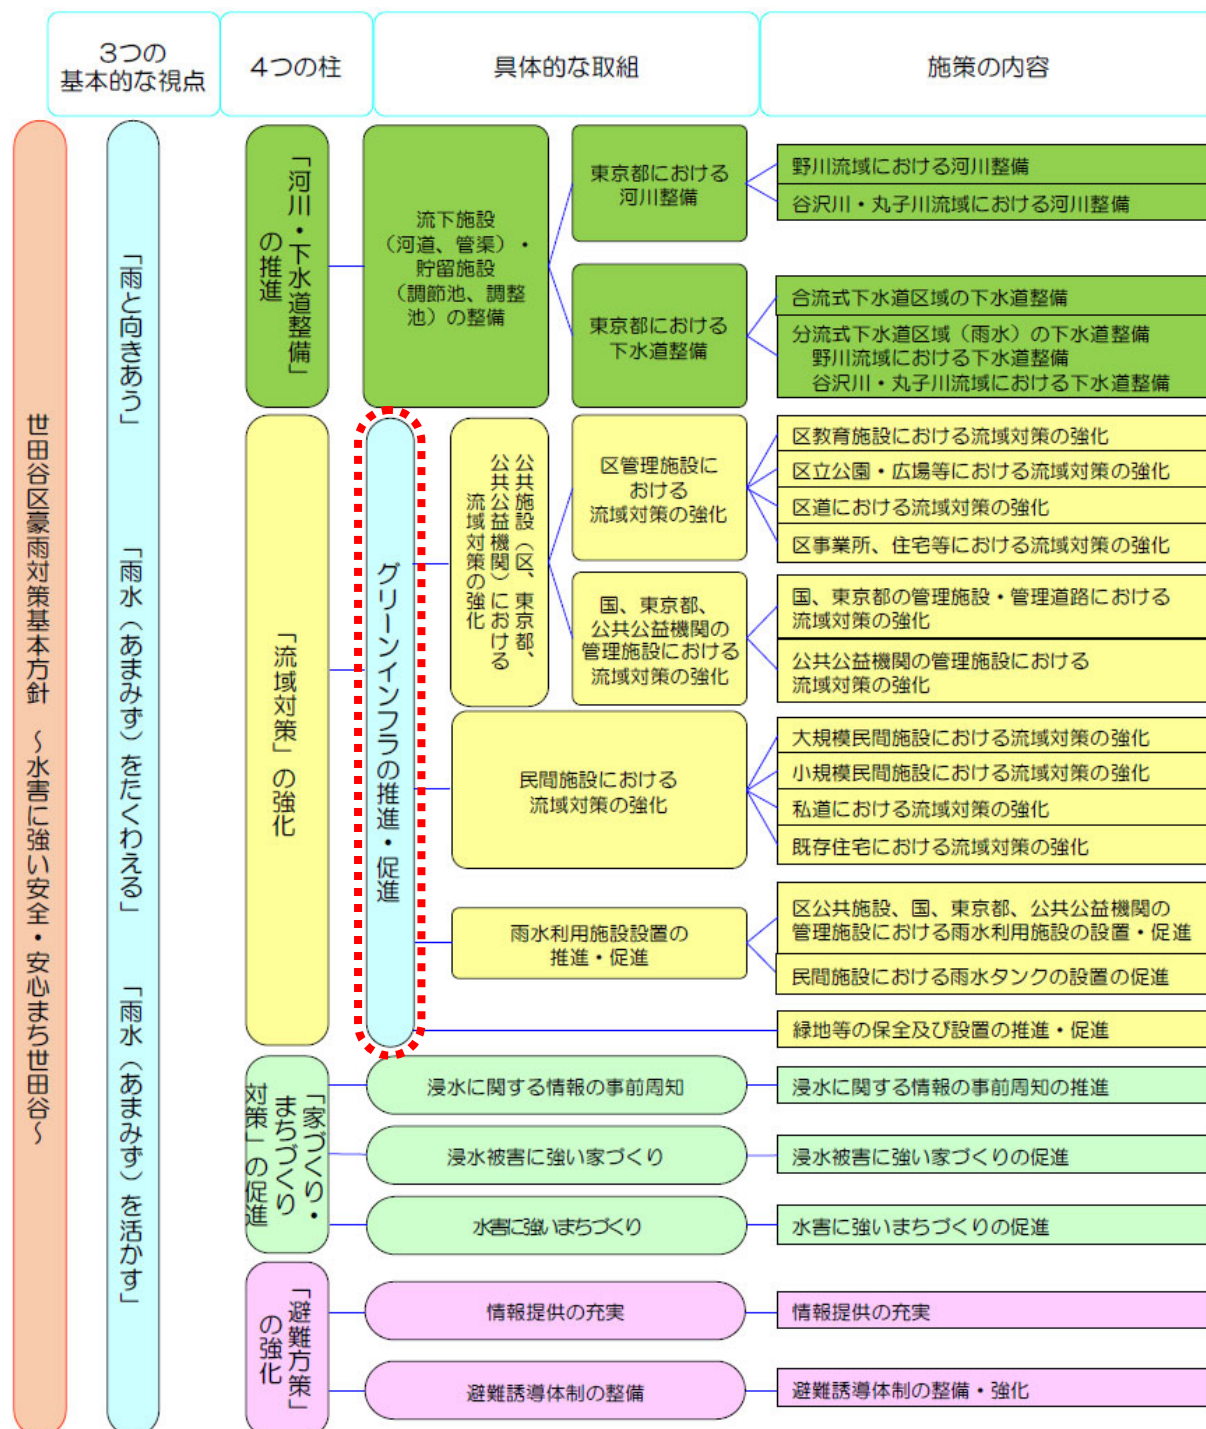 3つの
基本的な視点
4つの柱
具体的な取組
施策の内容
世田谷区豪雨対策基本方針 ～水害に強い安全・安心まち世田谷～
「雨と向きあう」
「雨水（あまみず）をたくわえる」
「雨水（あまみず）を活かす」
「河川・下水道整備」
の推進
流下施設
（河道、管渠）・
貯留施設
（調節池、調整
池）の整備
東京都における
河川整備
野川流域における河川整備
谷沢川・丸子川流域における河川整備
東京都における
下水道整備
合流式下水道区域の下水道整備
分流式下水道区域（雨水）の下水道整備
野川流域における下水道整備
谷沢川・丸子川流域における下水道整備
「流域対策」の強化
グリーンインフラの推進・促進
公共施設（区、東京都、
公共公益機関）における
流域対策の強化
区管理施設に
おける
流域対策の強化
区教育施設における流域対策の強化
区立公園・広場等における流域対策の強化
区道における流域対策の強化
区事業所、住宅等における流域対策の強化
国、東京都、
公共公益機関の
管理施設における
流域対策の強化
国、東京都の管理施設・管理道路における
流域対策の強化
公共公益機関の管理施設における
流域対策の強化
民間施設における
流域対策の強化
大規模民間施設における流域対策の強化
小規模民間施設における流域対策の強化
私道における流域対策の強化
既存住宅における流域対策の強化
雨水利用施設設置の
推進・促進
区公共施設、国、東京都、公共公益機関の
管理施設における雨水利用施設の設置・促進
民間施設における雨水タンクの設置の促進
緑地等の保全及び設置の推進・促進
「家づくり・
まちづくり
対策」の促進
浸水に関する情報の事前周知
浸水に関する情報の事前周知の推進
浸水被害に強い家づくり
浸水被害に強い家づくりの促進
水害に強いまちづくり
水害に強いまちづくりの促進
「避難方策」
の強化
情報提供の充実
情報提供の充実
避難誘導体制の整備
避難誘導体制の整備・強化